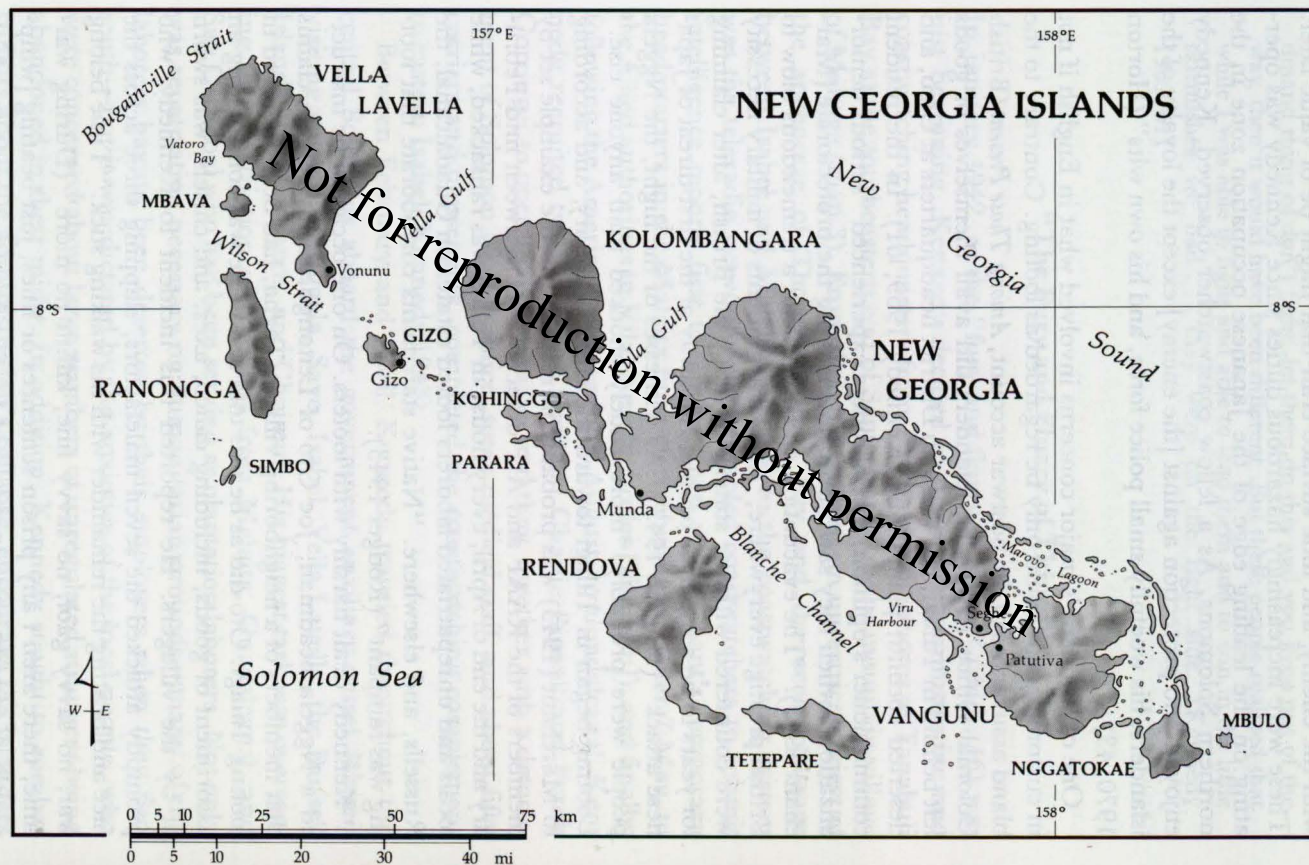 157°E
158°E
Bougainville Strait
VELLA
LAVELLA
NEW GEORGIA ISLANDS
Vatoro
Bay
New
Georgia
Sound
MBAVA
Vella Gulf
KOLOMBANGARA
Wilson Strait
Vonunu
8°S
8°S
GIZO
Gizo
Gulf
NEW
GEORGIA
RANONGGA
KOHINGGO
SIMBO
PARARA
Munda
Not for reproduction without permission
RENDOVA
Blanche Channel
Marovo Lagoon
Viru
Harbour
Seghe
Patutiva
Solomon Sea
W E
VANGUNU
MBULO
TETEPARE
NGGATOKAE
158°
0 5 10 25 50 75 km
0 5 10 20 30 40 mi